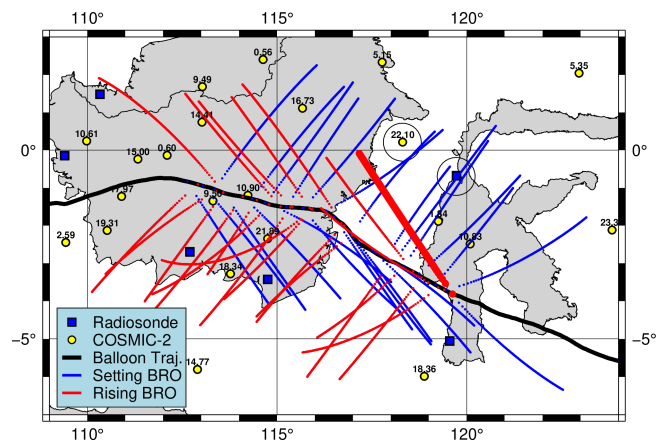 110° 115° 120°
0.56 5.15 5.35
9.49
16.73
14.41
10.61 22.10
0° 0°
15.00 0.60
17.97 9.50 10.90
1.84
19.31 23.3
2.59 21.89 10.83
18.34
−5° −5°
14.77 18.36
Radiosonde
COSMIC-2
Balloon Traj.
Setting BRO
Rising BRO
110° 115° 120°